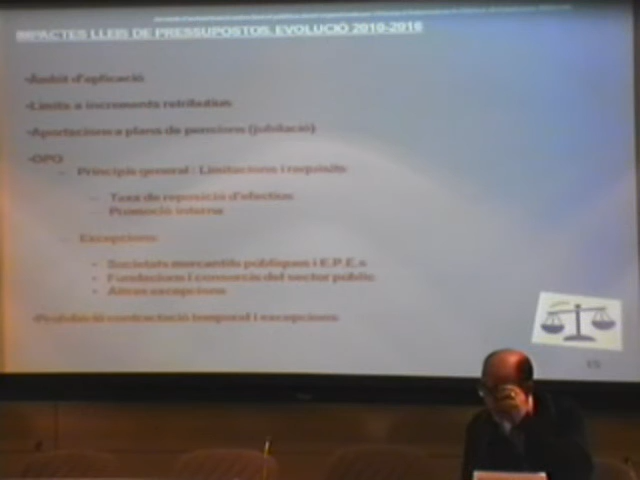 IMPACTES LLEIS DE PRESSUPOSTOS. EVOLUCIÓ 2010-2016
•Àmbit d'aplicació
•Límits a increments retributius
•Aportacions a plans de pensions (jubilació)
•OPO
– Principis general : Limitacions i requisits
– Taxa de reposició d'efectius
– Promoció interna
– Excepcions:
- Societats mercantils públiques i E.P.E.s
- Fundacions i consorcis del sector públic
- Altres excepcions
•Prohibició contractació temporal i excepcions